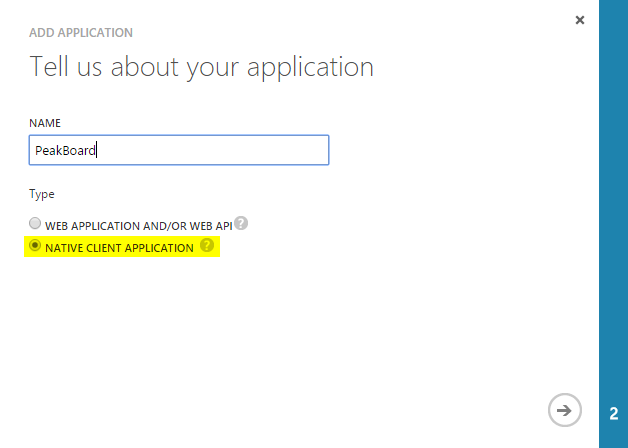 ADD APPLICATION
Tell us about your application
NAME
PeakBoard
Type
WEB APPLICATION AND/OR WEB API ?
NATIVE CLIENT APPLICATION ?
2